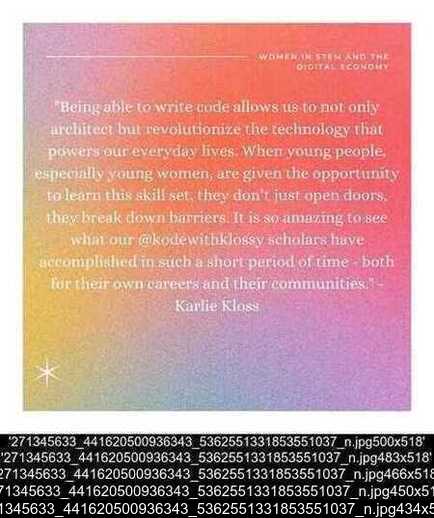 WOMEN IN STEM AND THE
DIGITAL ECONOMY
"Being able to write code allows us to not only
architect but revolutionize the technology that
powers our everyday lives. When young people,
especially young women, are given the opportunity
to learn this skill set, they don't just open doors,
they break down barriers. It is so amazing to see
what our @kodewithklossy scholars have
accomplished in such a short period of time - both
for their own careers and their communities." -
Karlie Kloss
'271345633_441620500936343_5362551331853551037_n.jpg500x518'
'271345633_441620500936343_5362551331853551037_n.jpg483x518'
271345633_441620500936343_5362551331853551037_n.jpg466x518
71345633_441620500936343_5362551331853551037_n.jpg450x51
1345633_441620500936343_5362551331853551037_n.jpg434x5